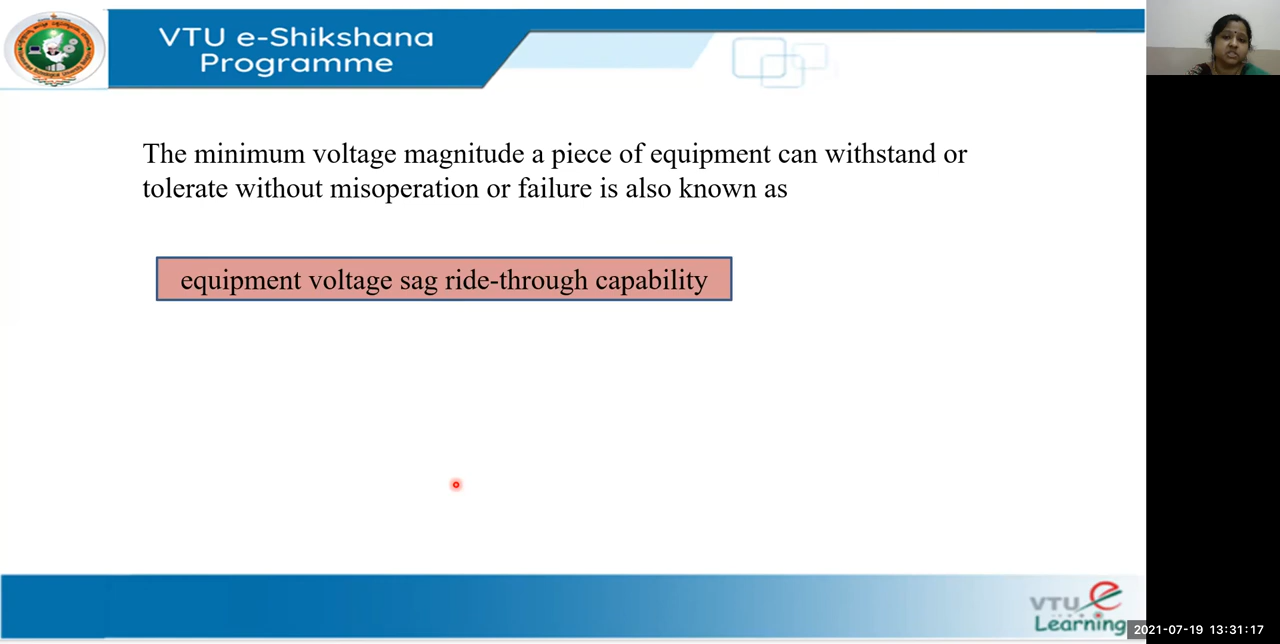 VTU e-Shikshana
Programme
The minimum voltage magnitude a piece of equipment can withstand or
tolerate without misoperation or failure is also known as
equipment voltage sag ride-through capability
VTU e
Learning
2021-07-19 13:31:17